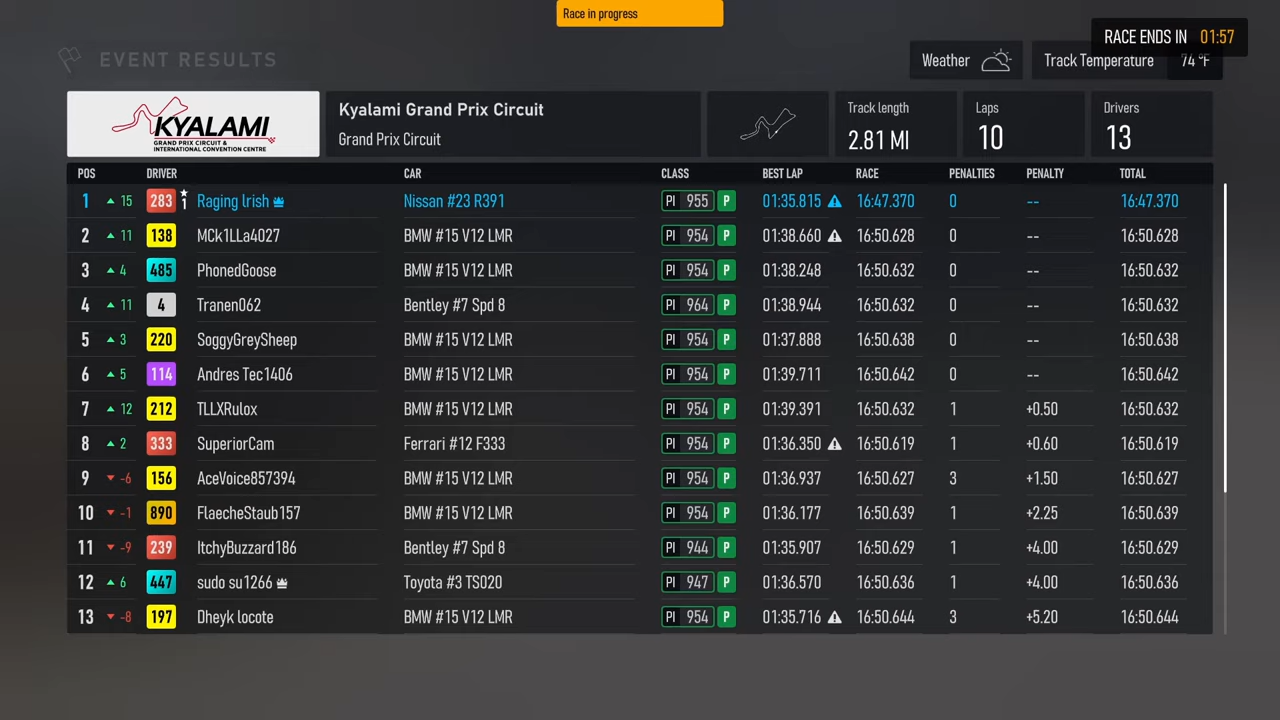 Race in progress
RACE ENDS IN 01:57
EVENT RESULTS
Weather
Track Temperature 74 °F
KYALAMI
GRAND PRIX CIRCUIT &
INTERNATIONAL CONVENTION CENTRE
Kyalami Grand Prix Circuit
Grand Prix Circuit
Track length
2.81 MI
Laps
10
Drivers
13
POS DRIVER CAR CLASS BEST LAP RACE PENALTIES PENALTY TOTAL
1 15 283 1 Raging Irish Nissan #23 R391 PI 955 P 01:35.815 16:47.370 0 -- 16:47.370
2 11 138 MCk1LLa4027 BMW #15 V12 LMR PI 954 P 01:38.660 16:50.628 0 -- 16:50.628
3 4 485 PhonedGoose BMW #15 V12 LMR PI 954 P 01:38.248 16:50.632 0 -- 16:50.632
4 11 4 Tranen062 Bentley #7 Spd 8 PI 964 P 01:38.944 16:50.632 0 -- 16:50.632
5 3 220 SoggyGreySheep BMW #15 V12 LMR PI 954 P 01:37.888 16:50.638 0 -- 16:50.638
6 5 114 Andres Tec1406 BMW #15 V12 LMR PI 954 P 01:39.711 16:50.642 0 -- 16:50.642
7 12 212 TLLXRulox BMW #15 V12 LMR PI 954 P 01:39.391 16:50.632 1 +0.50 16:50.632
8 2 333 SuperiorCam Ferrari #12 F333 PI 954 P 01:36.350 16:50.619 1 +0.60 16:50.619
9 -6 156 AceVoice857394 BMW #15 V12 LMR PI 954 P 01:36.937 16:50.627 3 +1.50 16:50.627
10 -1 890 FlaecheStaub157 BMW #15 V12 LMR PI 954 P 01:36.177 16:50.639 1 +2.25 16:50.639
11 -9 239 ItchyBuzzard186 Bentley #7 Spd 8 PI 944 P 01:35.907 16:50.629 1 +4.00 16:50.629
12 6 447 sudo su1266 Toyota #3 TS020 PI 947 P 01:36.570 16:50.636 1 +4.00 16:50.636
13 -8 197 Dheyk locote BMW #15 V12 LMR PI 954 P 01:35.716 16:50.644 3 +5.20 16:50.644